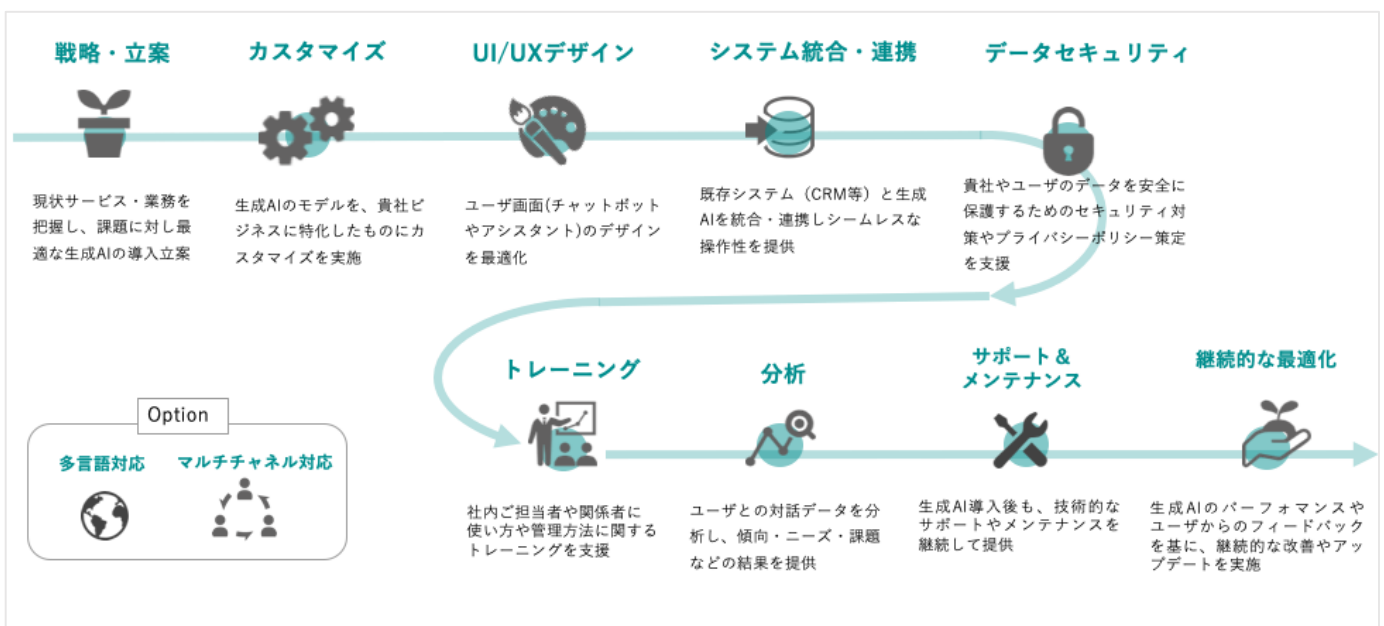 戦略・立案
現状サービス・業務を
把握し、課題に対し最
適な生成AIの導入立案
カスタマイズ
生成AIのモデルを、貴社ビ
ジネスに特化したものにカ
スタマイズを実施
UI/UXデザイン
ユーザ画面(チャットボット
やアシスタント)のデザイン
を最適化
システム統合・連携
既存システム（CRM等）と生成
AIを統合・連携しシームレスな
操作性を提供
データセキュリティ
貴社やユーザのデータを安全に
保護するためのセキュリティ対
策やプライバシーポリシー策定
を支援
トレーニング
社内ご担当者や関係者に
使い方や管理方法に関する
トレーニングを支援
分析
ユーザとの対話データを分
析し、傾向・ニーズ・課題
などの結果を提供
サポート＆
メンテナンス
生成AI導入後も、技術的な
サポートやメンテナンスを
継続して提供
継続的な最適化
生成AIのパーフォマンスや
ユーザからのフィードバック
を基に、継続的な改善やアッ
プデートを実施
Option
多言語対応
マルチチャネル対応